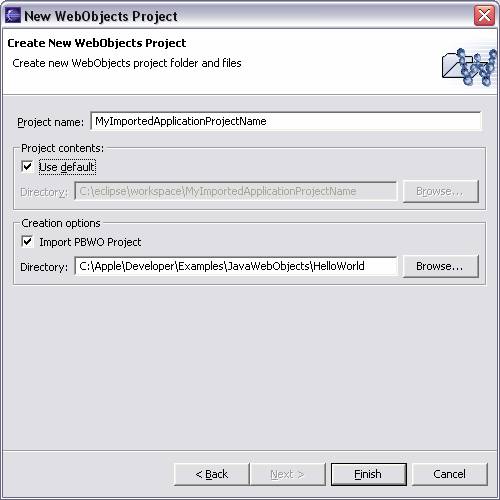 New WebObjects Project
Create New WebObjects Project
Create new WebObjects project folder and files
Project name: MyImportedApplicationProjectName
Project contents:
Use default
Directory: C:\eclipse\workspace\MyImportedApplicationProjectName Browse...
Creation options
Import PBWO Project
Directory: C:\Apple\Developer\Examples\JavaWebObjects\HelloWorld Browse...
< Back Next > Finish Cancel